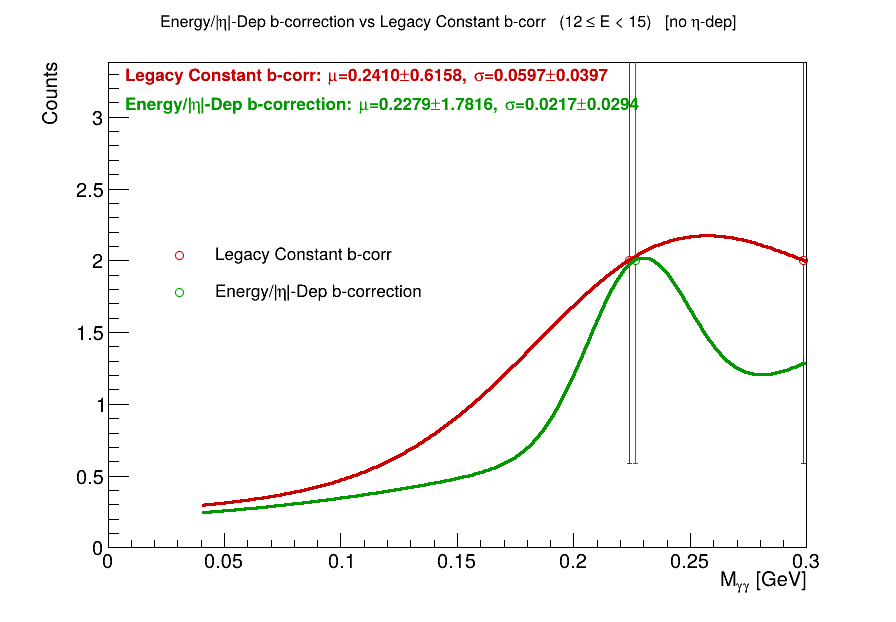 Energy/|η|-Dep b-correction vs Legacy Constant b-corr (12 ≤ E < 15) [no η-dep]
Counts
Legacy Constant b-corr: μ=0.2410±0.6158, σ=0.0597±0.0397
Energy/|η|-Dep b-correction: μ=0.2279±1.7816, σ=0.0217±0.0294
3
2.5
2
1.5
1
0.5
0
Legacy Constant b-corr
Energy/|η|-Dep b-correction
0 0.05 0.1 0.15 0.2 0.25 0.3
Mγγ [GeV]